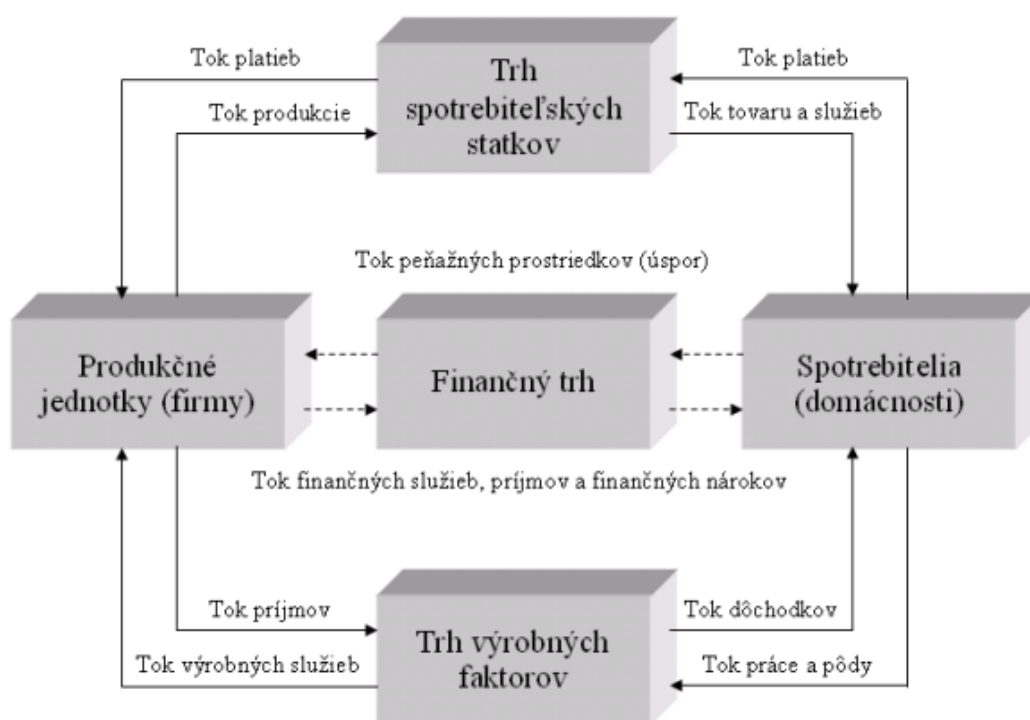 Tok platieb
Trh
spotrebiteľských
statkov
Tok platieb
Tok produkcie
Tok tovaru a služieb
Tok peňažných prostriedkov (úspor)
Produkčné
jednotky (firmy)
Finančný trh
Spotrebitelia
(domácnosti)
Tok finančných služieb, príjmov a finančných nárokov
Tok príjmov
Trh výrobných
faktorov
Tok dôchodkov
Tok výrobných služieb
Tok práce a pôdy